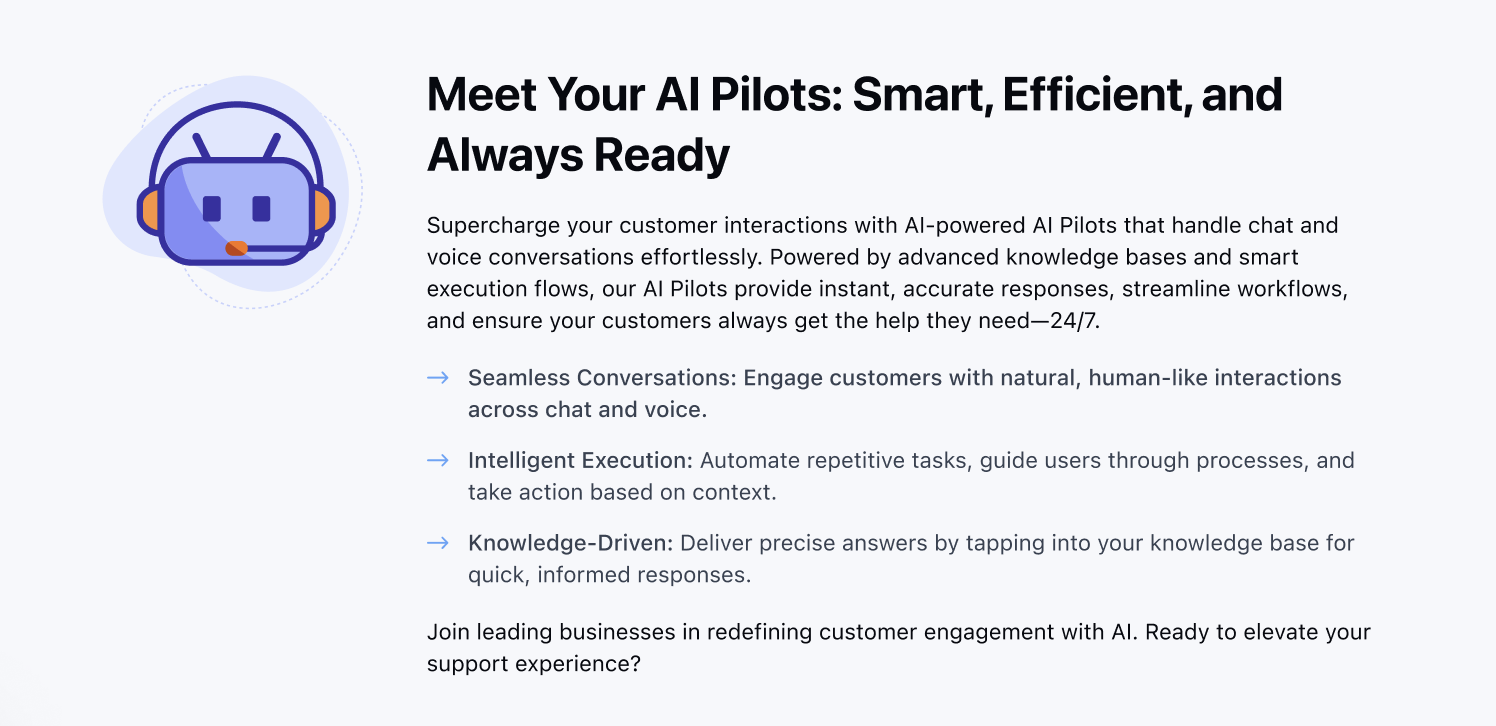 Meet Your AI Pilots: Smart, Efficient, and
Always Ready
Supercharge your customer interactions with AI-powered AI Pilots that handle chat and
voice conversations effortlessly. Powered by advanced knowledge bases and smart
execution flows, our AI Pilots provide instant, accurate responses, streamline workflows,
and ensure your customers always get the help they need—24/7.
→ Seamless Conversations: Engage customers with natural, human-like interactions
across chat and voice.
→ Intelligent Execution: Automate repetitive tasks, guide users through processes, and
take action based on context.
→ Knowledge-Driven: Deliver precise answers by tapping into your knowledge base for
quick, informed responses.
Join leading businesses in redefining customer engagement with AI. Ready to elevate your
support experience?